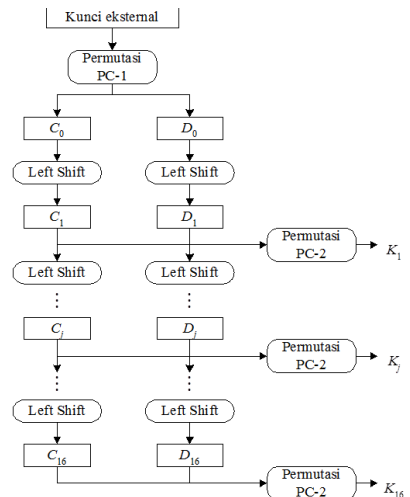 Kunci eksternal
Permutasi
PC-1
C₀ D₀
Left Shift Left Shift
C₁ D₁
Permutasi
PC-2
K₁
Left Shift Left Shift
⋮ ⋮
Cⱼ Dⱼ
Permutasi
PC-2
Kⱼ
⋮ ⋮
Left Shift Left Shift
C₁₆ D₁₆
Permutasi
PC-2
K₁₆